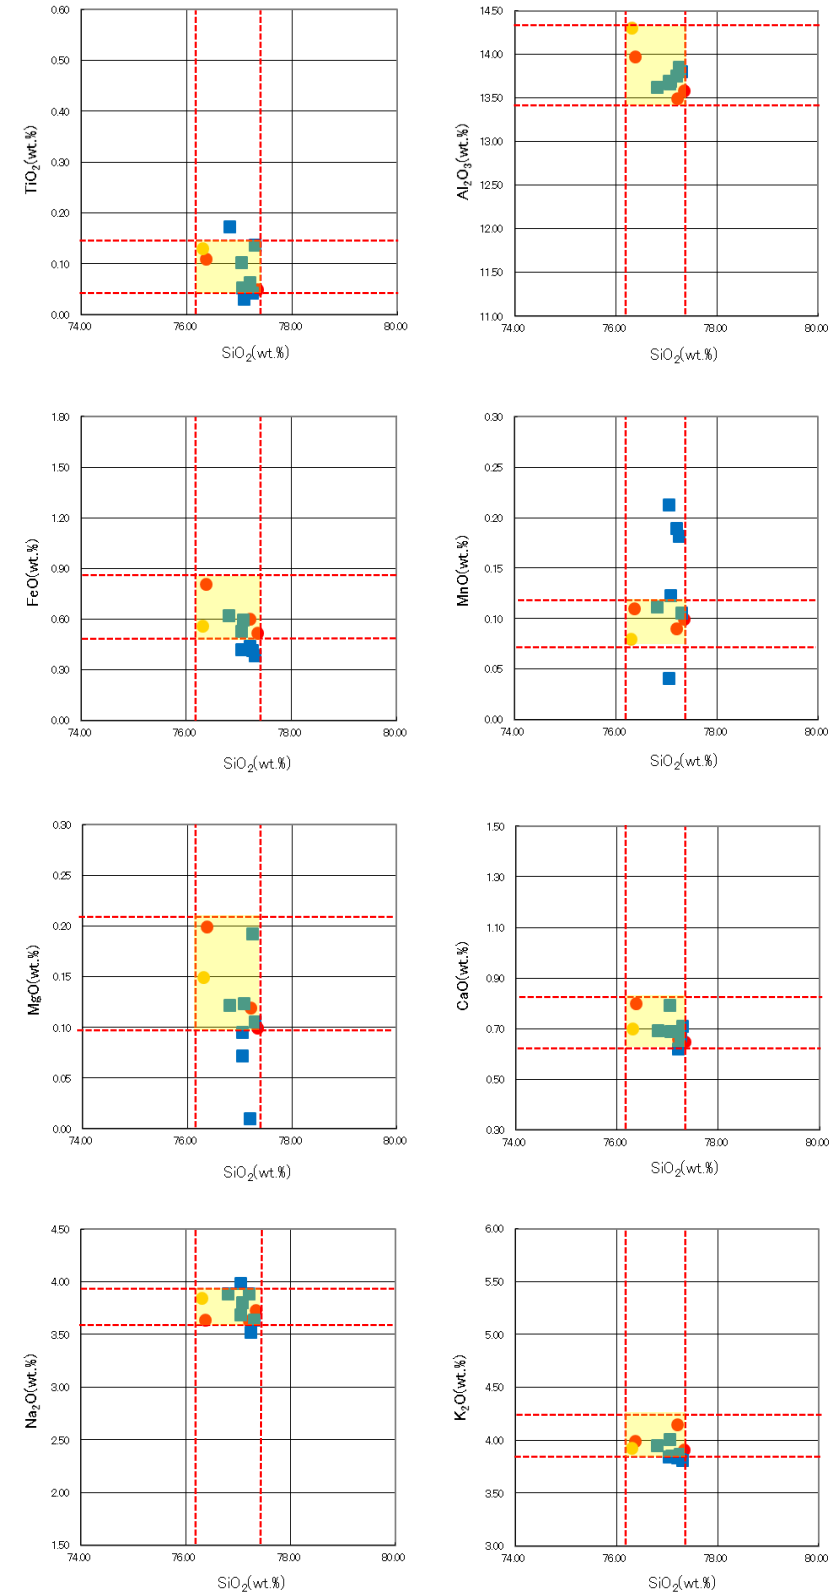 0.60
0.50
0.40
0.30
0.20
0.10
0.00
74.00 76.00 78.00 80.00
TiO2(wt.%)
SiO2(wt.%)
14.50
14.00
13.50
13.00
12.50
12.00
11.50
11.00
74.00 76.00 78.00 80.00
Al2O3(wt.%)
SiO2(wt.%)
1.80
1.50
1.20
0.90
0.60
0.30
0.00
74.00 76.00 78.00 80.00
FeO(wt.%)
SiO2(wt.%)
0.30
0.25
0.20
0.15
0.10
0.05
0.00
74.00 76.00 78.00 80.00
MnO(wt.%)
SiO2(wt.%)
0.30
0.25
0.20
0.15
0.10
0.05
0.00
74.00 76.00 78.00 80.00
MgO(wt.%)
SiO2(wt.%)
1.50
1.30
1.10
0.90
0.70
0.50
0.30
74.00 76.00 78.00 80.00
CaO(wt.%)
SiO2(wt.%)
4.50
4.00
3.50
3.00
2.50
2.00
1.50
74.00 76.00 78.00 80.00
Na2O(wt.%)
SiO2(wt.%)
6.00
5.50
5.00
4.50
4.00
3.50
3.00
74.00 76.00 78.00 80.00
K2O(wt.%)
SiO2(wt.%)